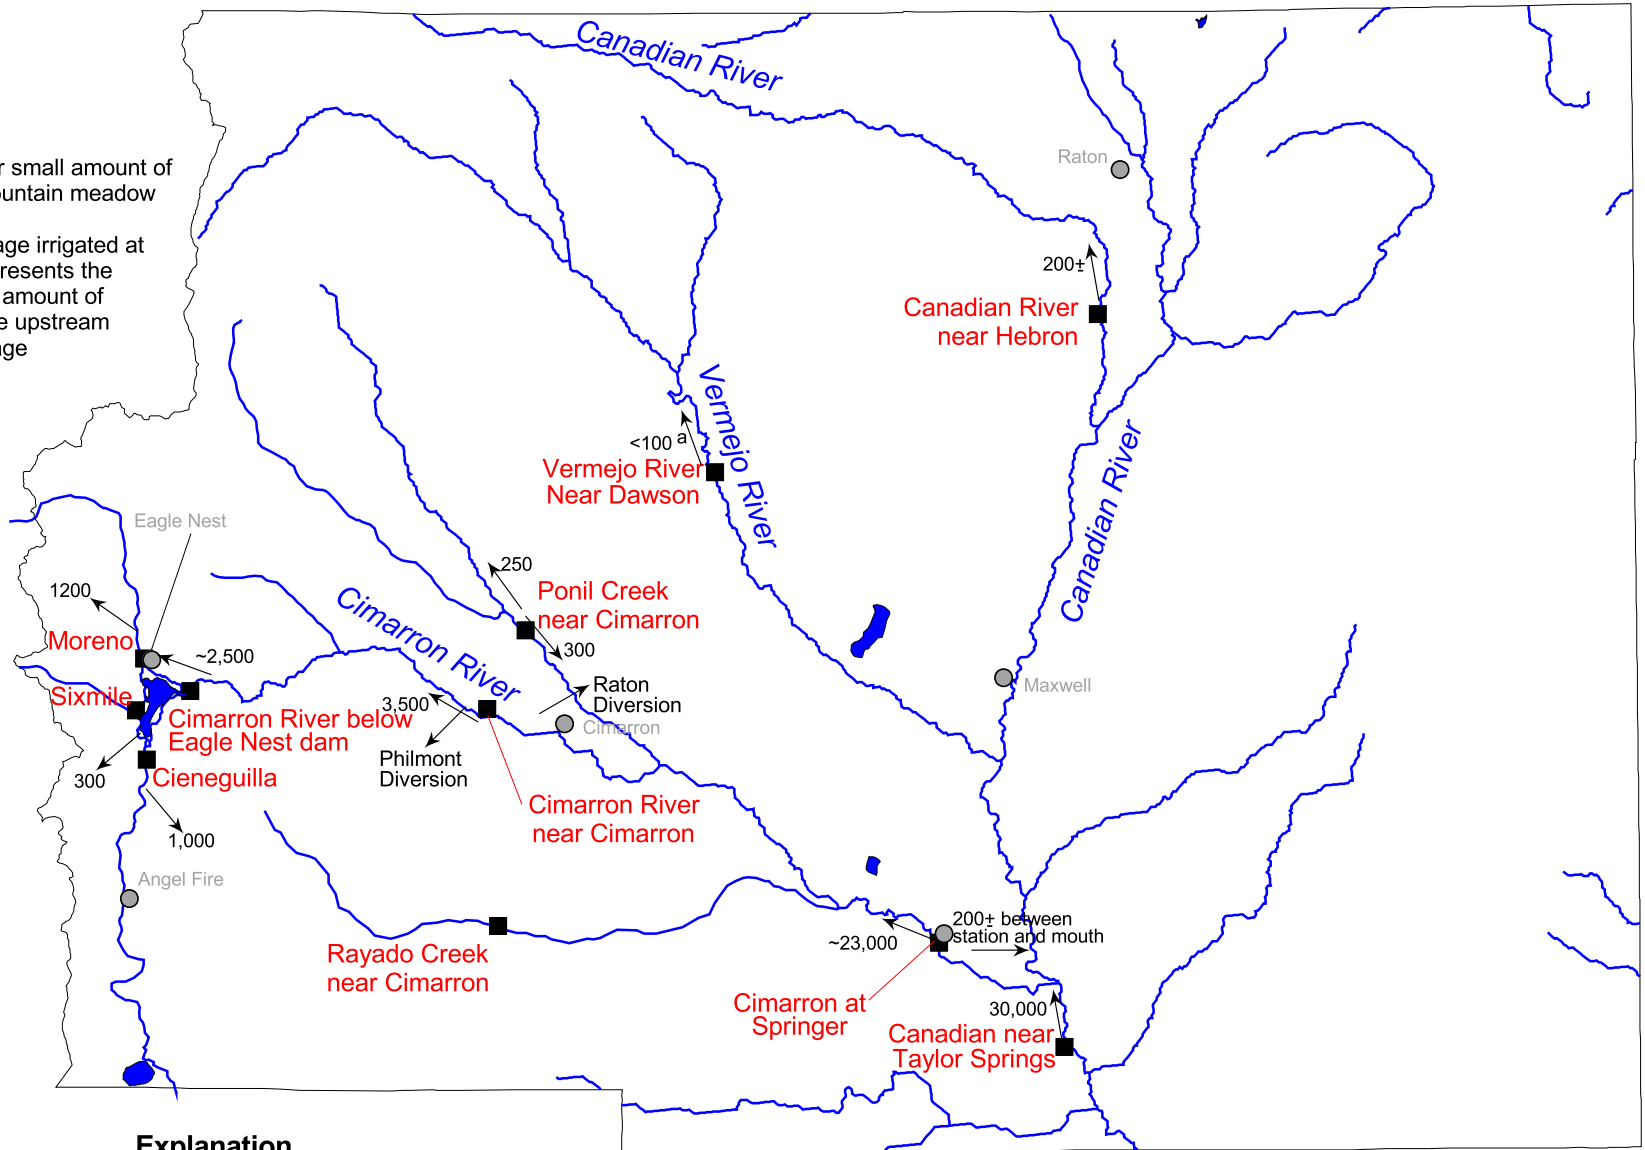 Canadian River
r small amount of
ountain meadow
age irrigated at
resents the
amount of
e upstream
age
Raton
200±
Canadian River
near Hebron
Vermejo River
<100 a
Vermejo River
Near Dawson
Canadian River
Eagle Nest
250
Ponil Creek
near Cimarron
300
1200
Moreno
~2,500
Cimarron River
Sixmile
3,500
Raton
Diversion
Cimarron
Maxwell
Cimarron River below
Eagle Nest dam
Philmont
Diversion
300
Cieneguilla
Cimarron River
near Cimarron
1,000
Angel Fire
Rayado Creek
near Cimarron
~23,000
200± between
station and mouth
Cimarron at
Springer
30,000
Canadian near
Taylor Springs
Explanation